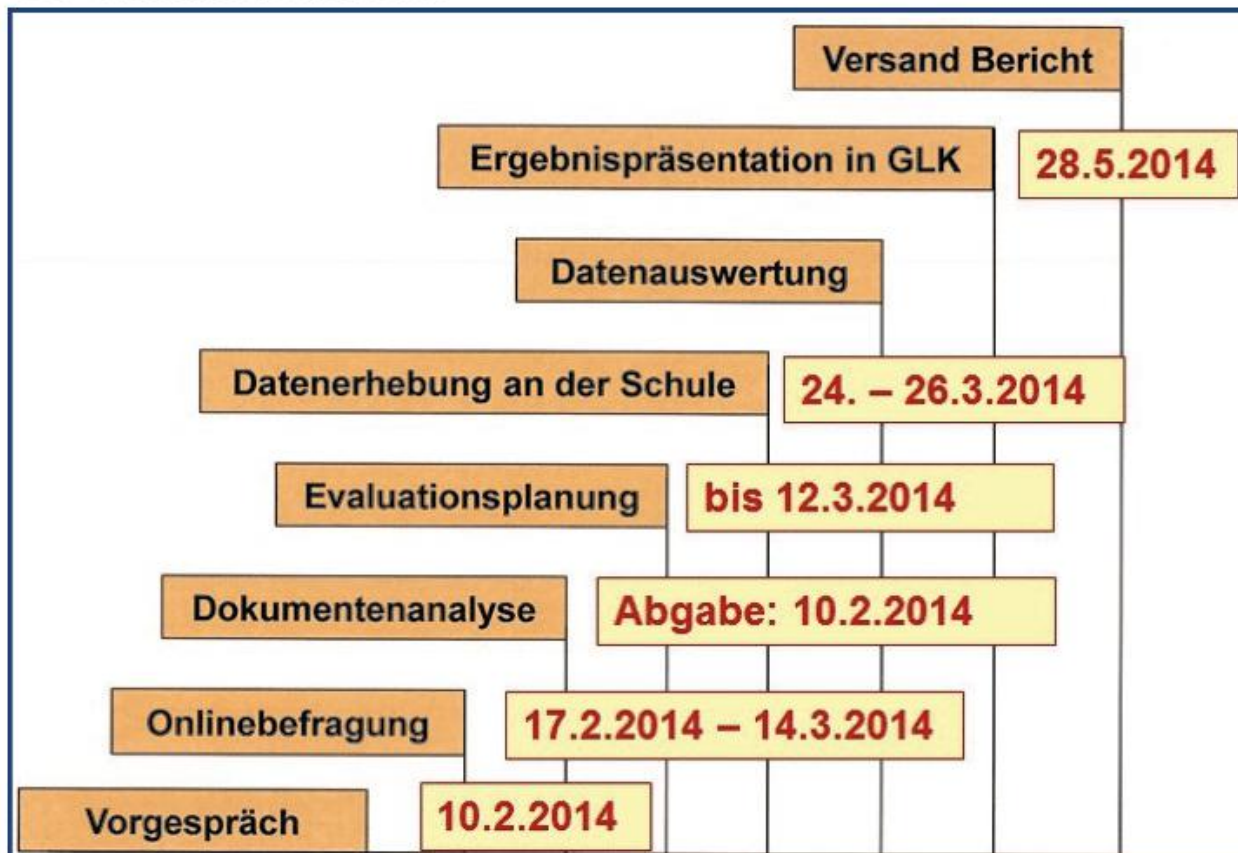 Versand Bericht
Ergebnispräsentation in GLK
28.5.2014
Datenauswertung
Datenerhebung an der Schule
24. – 26.3.2014
Evaluationsplanung
bis 12.3.2014
Dokumentenanalyse
Abgabe: 10.2.2014
Onlinebefragung
17.2.2014 – 14.3.2014
Vorgespräch
10.2.2014